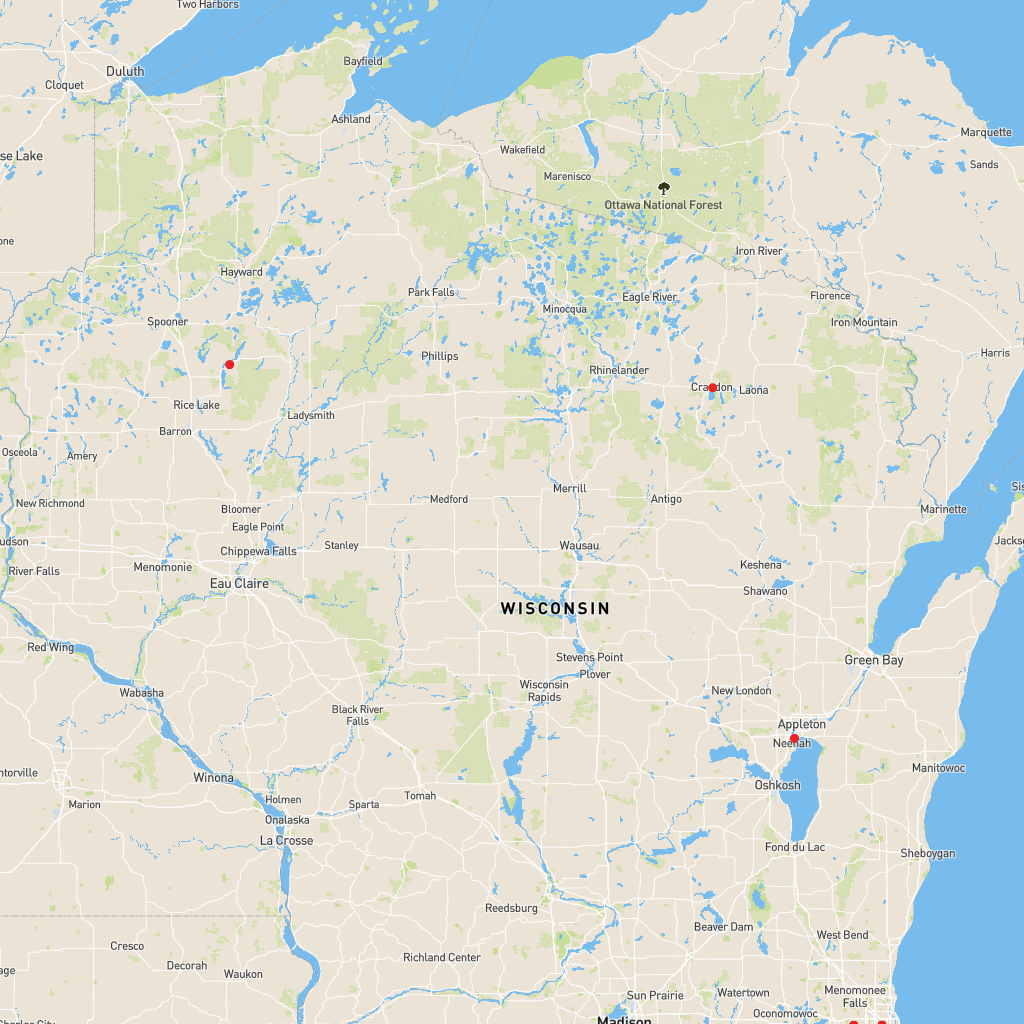 Two Harbors
Bayfield
Duluth
Cloquet
Ashland
Marquette
Wakefield
se Lake
Sands
Marenisco
Ottawa National Forest
one
Iron River
Hayward
Park Falls
Eagle River
Florence
Minocqua
Spooner
Iron Mountain
Harris
Phillips
Rhinelander
Crandon
Laona
Rice Lake
Ladysmith
Barron
Osceola
Amery
Merrill
Sis
Medford
Antigo
New Richmond
Bloomer
Marinette
Eagle Point
udson
Stanley
Wausau
Jackso
Chippewa Falls
Keshena
Menomonie
River Falls
Eau Claire
Shawano
WISCONSIN
Red Wing
Stevens Point
Green Bay
Plover
Wisconsin
Rapids
New London
Wabasha
Black River
Falls
Appleton
Neenah
Manitowoc
ntorville
Winona
Oshkosh
Tomah
Holmen
Marion
Sparta
Onalaska
La Crosse
Fond du Lac
Sheboygan
Reedsburg
Beaver Dam
West Bend
Cresco
Richland Center
Decorah
age
Waukon
Menomonee
Falls
Sun Prairie
Watertown
Oconomowoc
Madison
Charles City